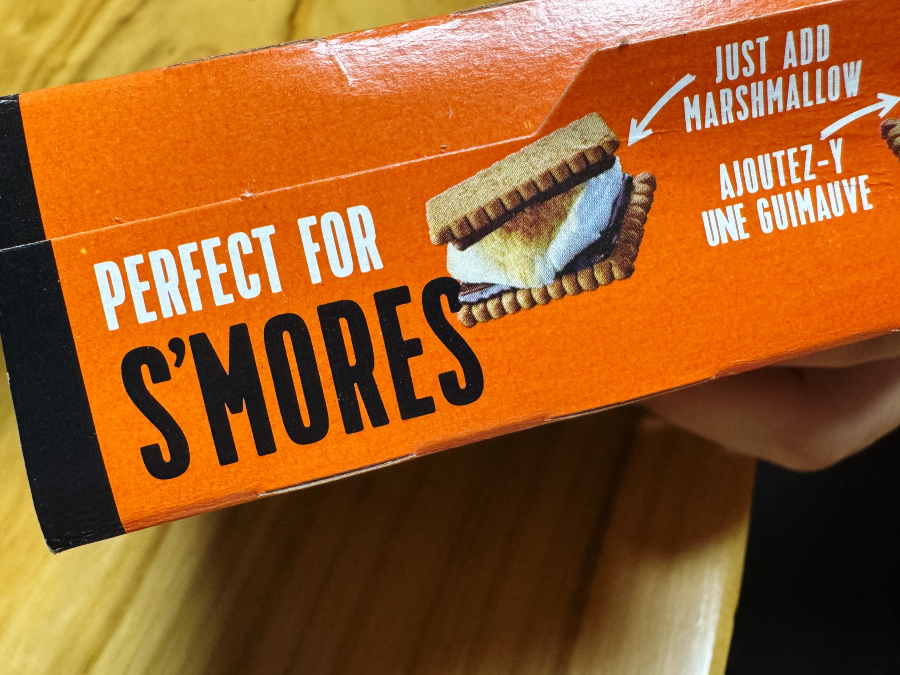 PERFECT FOR
S'MORES
JUST ADD
MARSHMALLOW
AJOUTEZ-Y
UNE GUIMAUVE